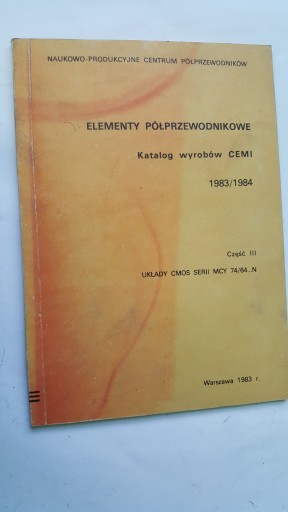 NAUKOWO-PRODUKCYJNE CENTRUM PÓŁPRZEWODNIKÓW
ELEMENTY PÓŁPRZEWODNIKOWE
Katalog wyrobów CEMI
1983/1984
Część III
UKŁADY CMOS SERII MCY 74/64...N
Warszawa 1983 r.
III